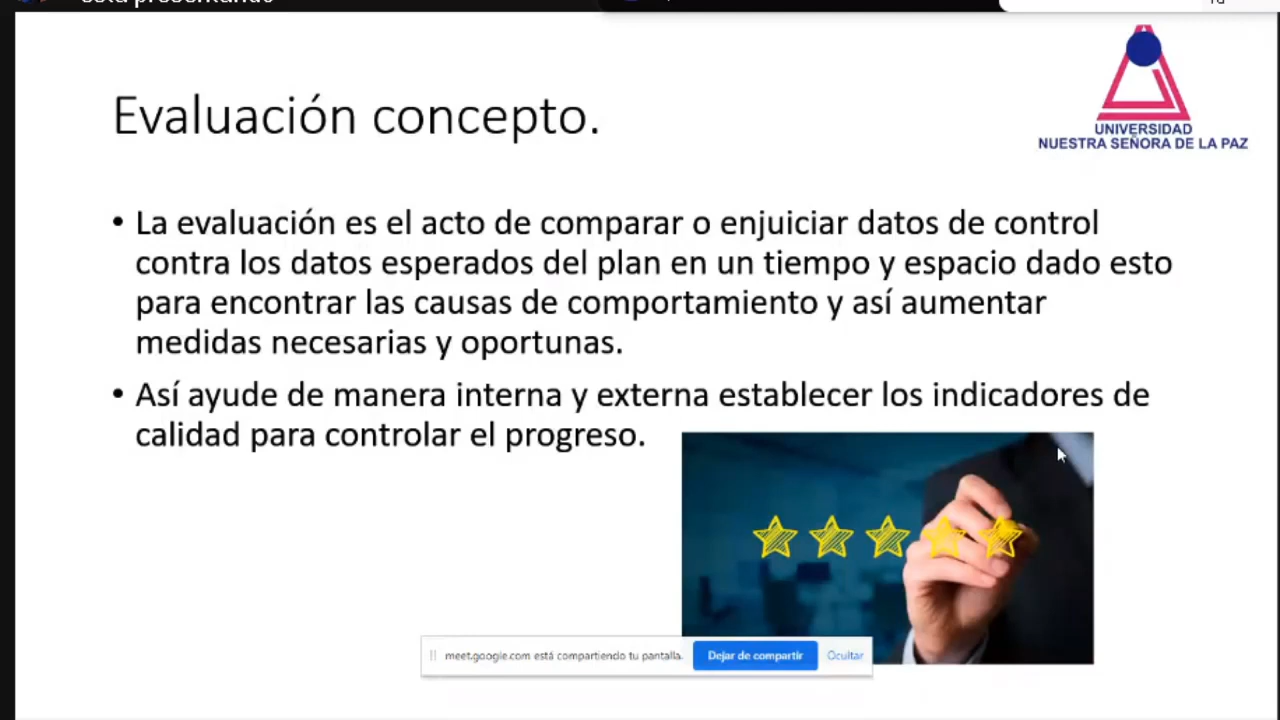 está presentando
Tú
Evaluación concepto.
UNIVERSIDAD
NUESTRA SEÑORA DE LA PAZ
• La evaluación es el acto de comparar o enjuiciar datos de control
contra los datos esperados del plan en un tiempo y espacio dado esto
para encontrar las causas de comportamiento y así aumentar
medidas necesarias y oportunas.
• Así ayude de manera interna y externa establecer los indicadores de
calidad para controlar el progreso.
meet.google.com está compartiendo tu pantalla. Dejar de compartir Ocultar